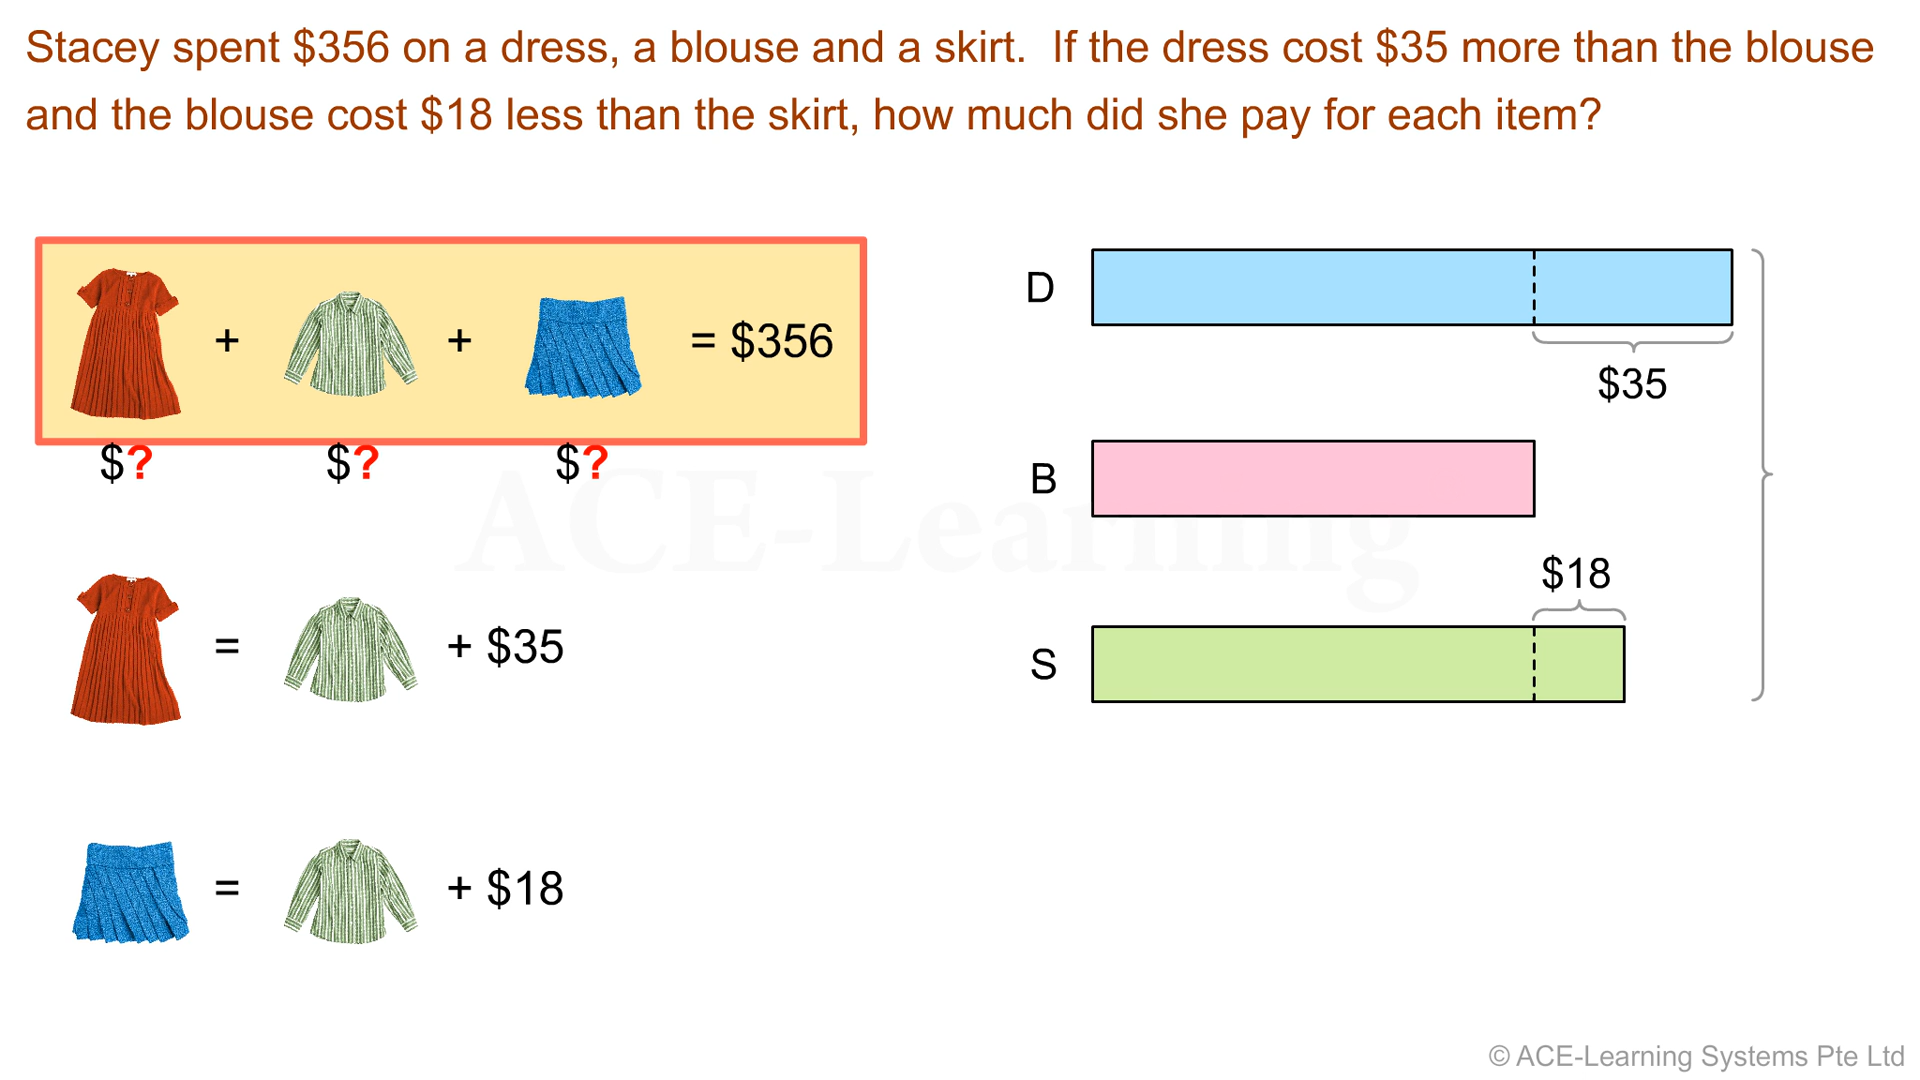 Stacey spent $356 on a dress, a blouse and a skirt. If the dress cost $35 more than the blouse
and the blouse cost $18 less than the skirt, how much did she pay for each item?
+ + = $356
$? $? $?
= + $35
= + $18
D
$35
B
$18
S
ACE-Learning
© ACE-Learning Systems Pte Ltd